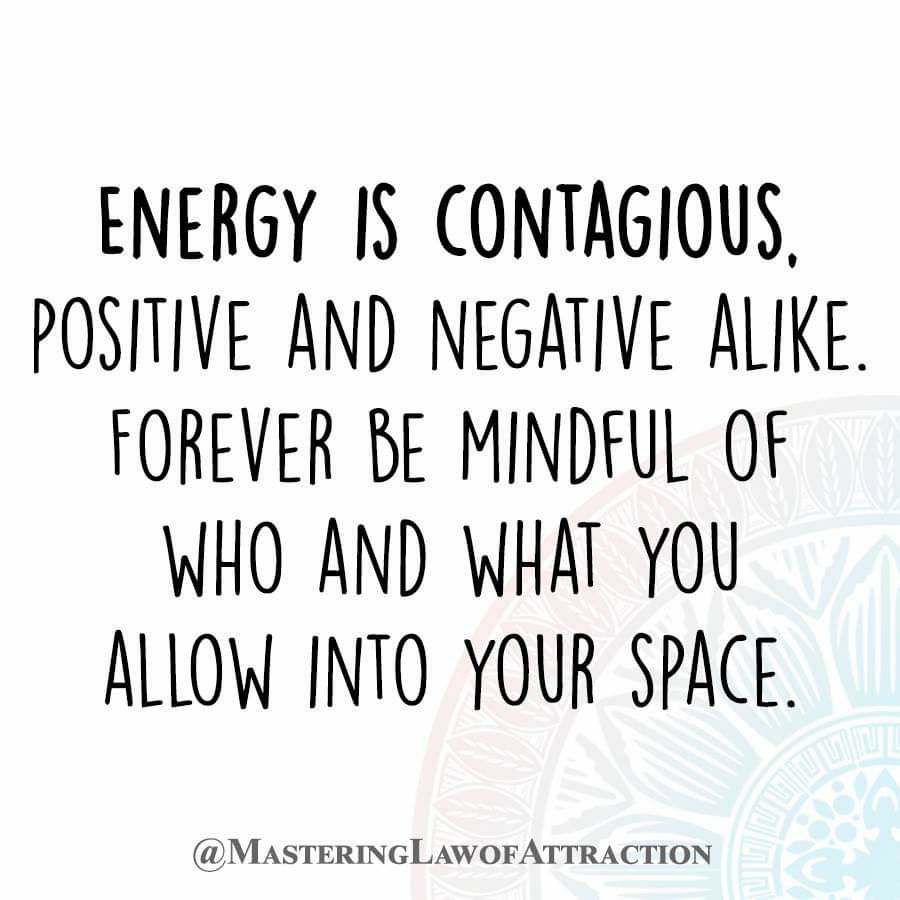 ENERGY IS CONTAGIOUS,
POSITIVE AND NEGATIVE ALIKE.
FOREVER BE MINDFUL OF
WHO AND WHAT YOU
ALLOW INTO YOUR SPACE.
@MASTERINGLAWOFATTRACTION